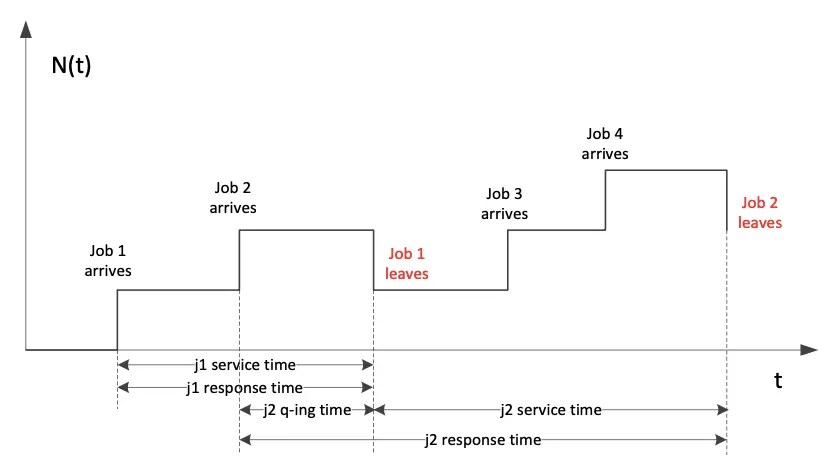 N(t)
Job 4
arrives
Job 2
arrives
Job 3
arrives
Job 2
leaves
Job 1
arrives
Job 1
leaves
j1 service time
t
j1 response time
j2 q-ing time
j2 service time
j2 response time